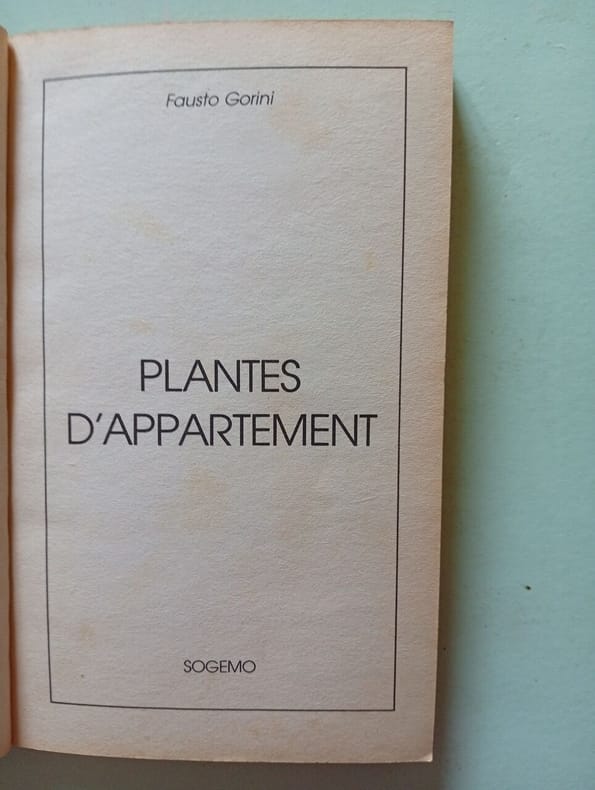 Fausto Gorini
PLANTES
D'APPARTEMENT
SOGEMO